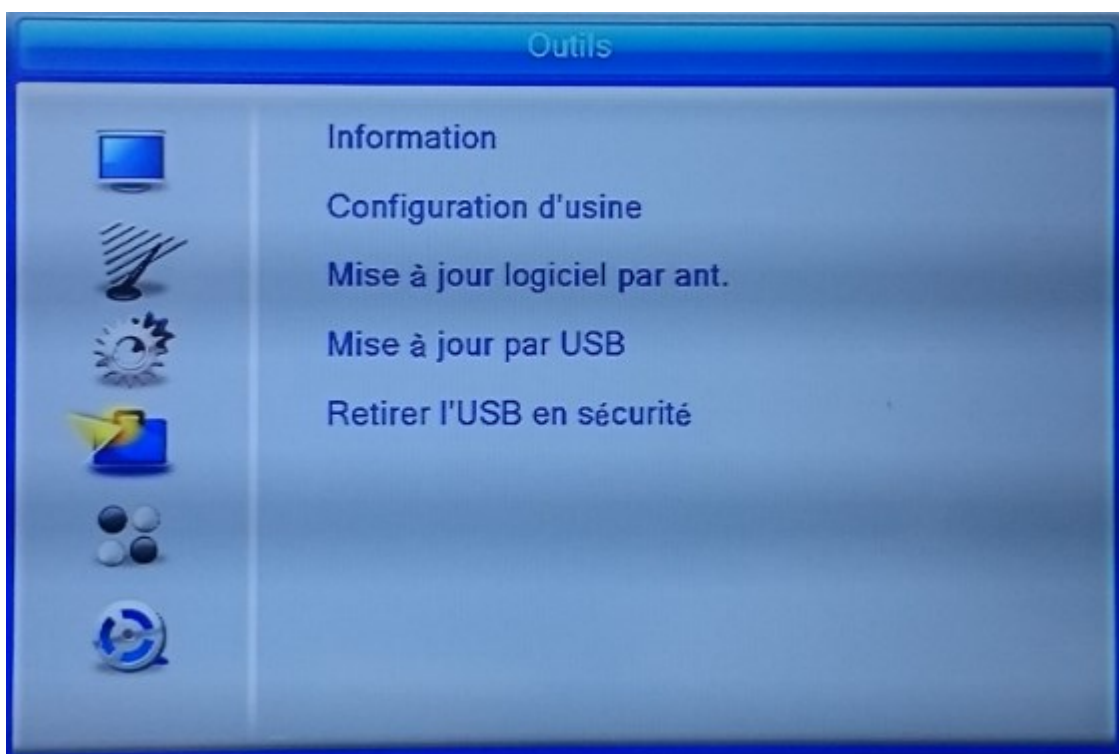 Outils
Information
Configuration d'usine
Mise à jour logiciel par ant.
Mise à jour par USB
Retirer l'USB en sécurité